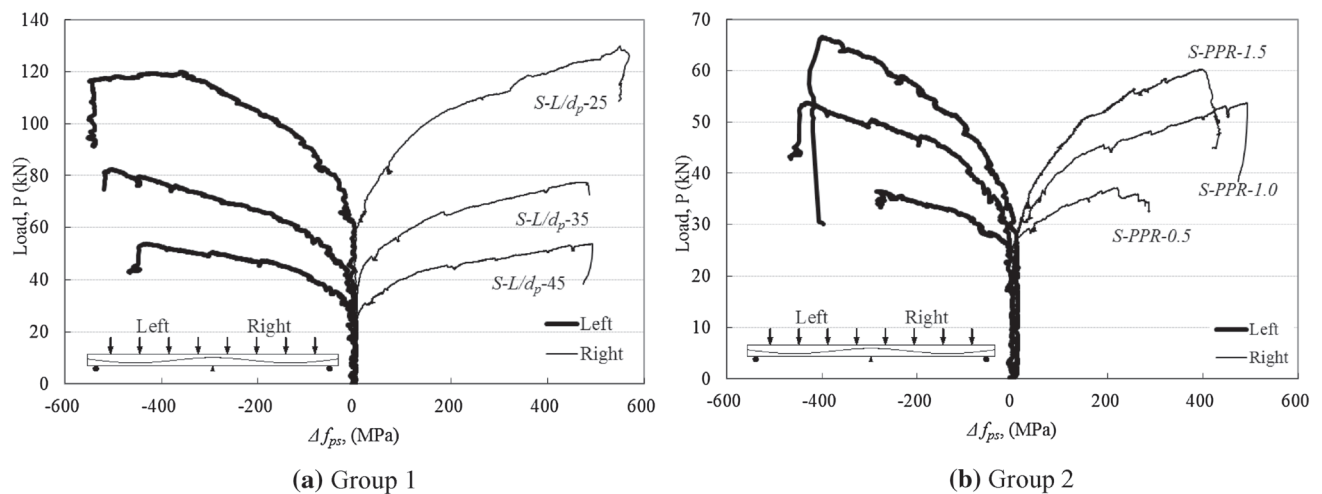 140
120
100
80
60
40
20
0
Load, P (kN)
S-L/dₚ-25
S-L/dₚ-35
S-L/dₚ-45
Left Right
Left
Right
-600 -400 -200 0 200 400 600
Δfₚₛ, (MPa)
(a) Group 1
70
60
50
40
30
20
10
0
Load, P (kN)
S-PPR-1.5
S-PPR-1.0
S-PPR-0.5
Left Right
Left
Right
-600 -400 -200 0 200 400 600
Δfₚₛ, (MPa)
(b) Group 2